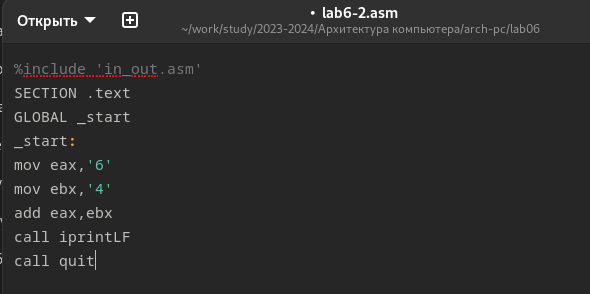 Открыть
• lab6-2.asm
~/work/study/2023-2024/Архитектура компьютера/arch-pc/lab06
%include 'in_out.asm'
SECTION .text
GLOBAL _start
_start:
mov eax,'6'
mov ebx,'4'
add eax,ebx
call iprintLF
call quit